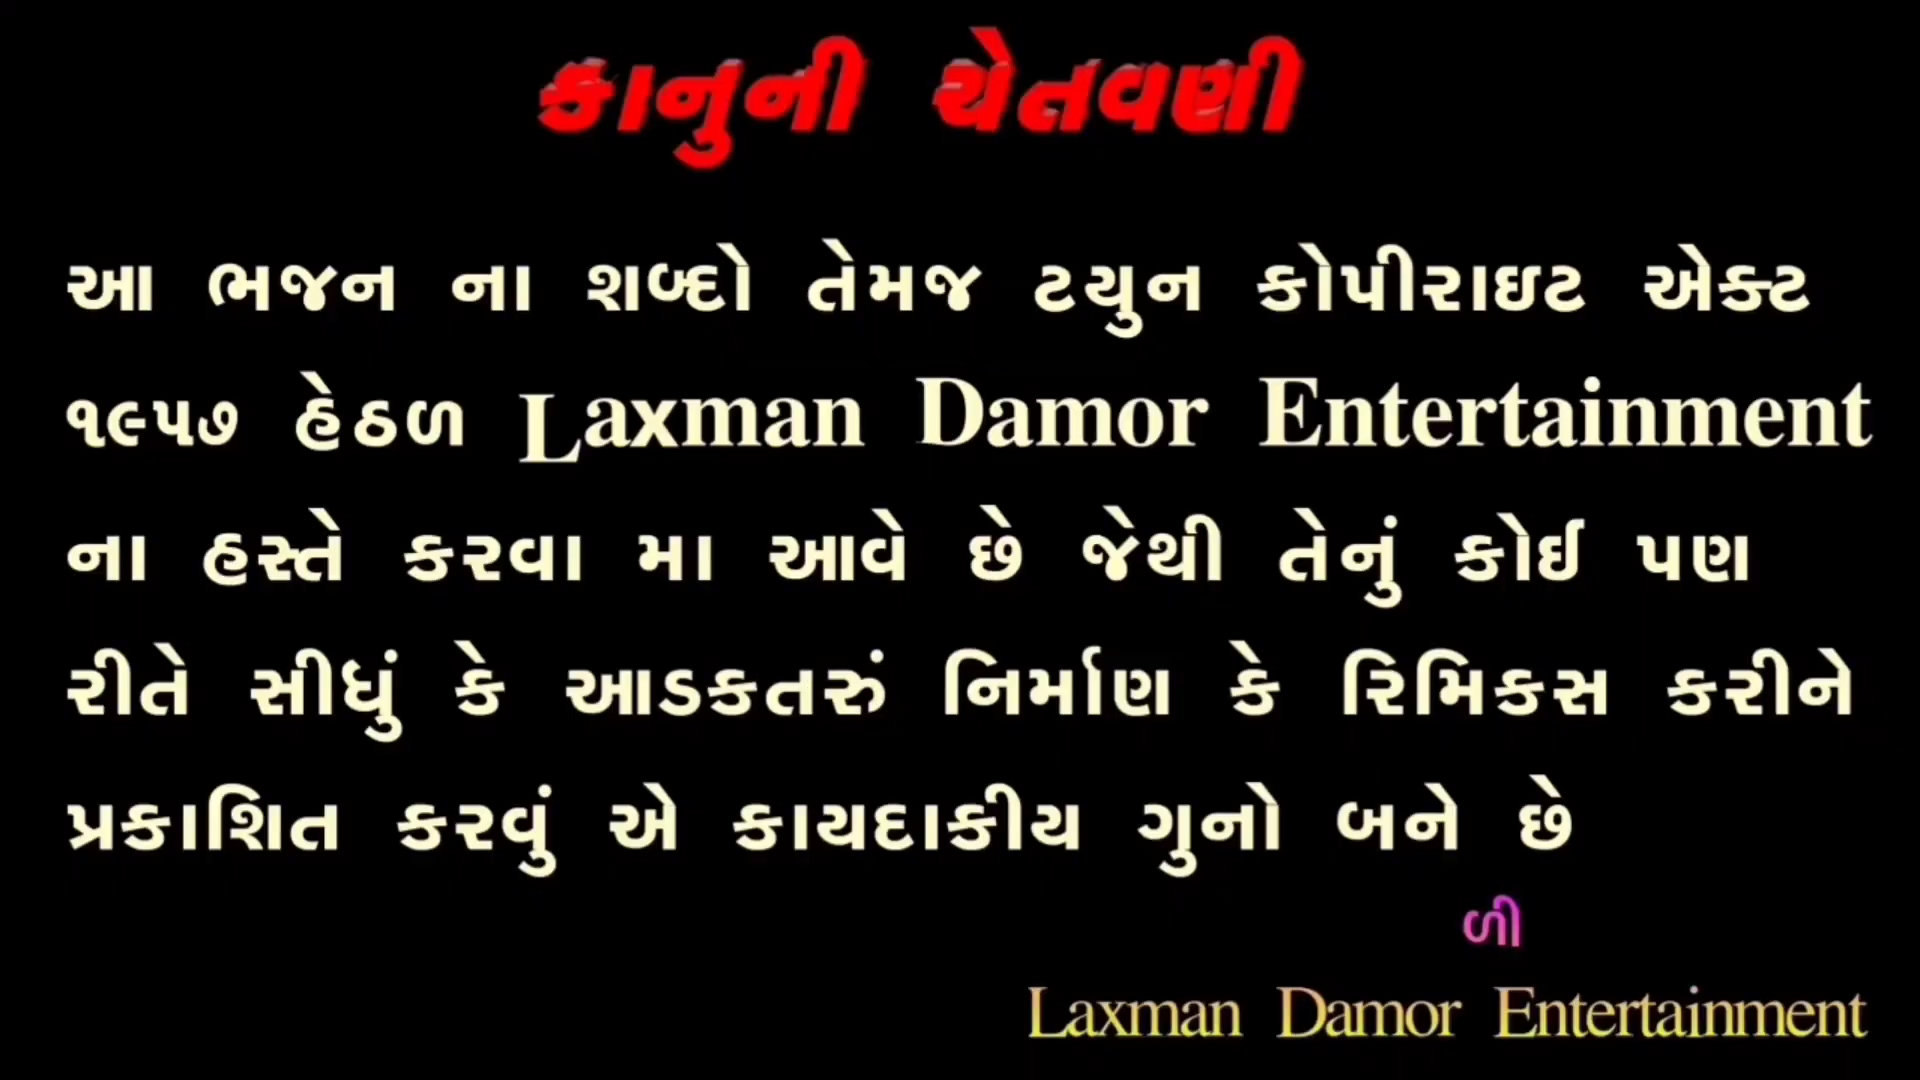 કાનુની ચેતવણી
આ ભજન ના શબ્દો તેમજ ટયુન કોપીરાઇટ એક્ટ
૧૯૫૭ હેઠળ Laxman Damor Entertainment
ના હસ્તે કરવા મા આવે છે જેથી તેનું કોઈ પણ
રીતે સીધું કે આડકતરું નિર્માણ કે રિમિકસ કરીને
પ્રકાશિત કરવું એ કાયદાકીય ગુનો બને છે
ળી
Laxman Damor Entertainment